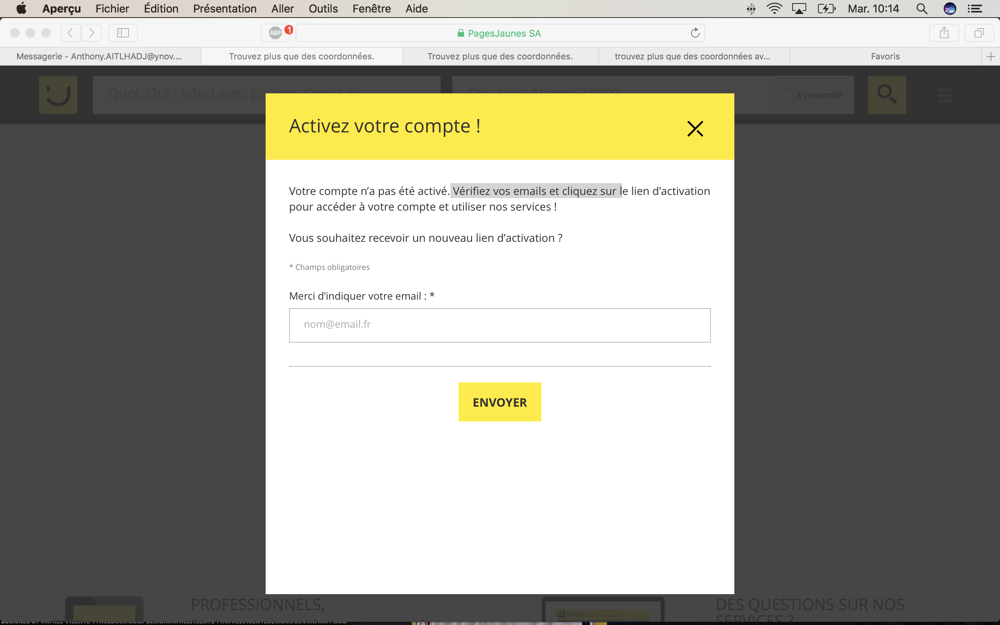 Aperçu Fichier Édition Présentation Aller Outils Fenêtre Aide Mar. 10:14
ABP 1 PagesJaunes SA
Messagerie - Anthony.AITLHADJ@ynov.... Trouvez plus que des coordonnées. Trouvez plus que des coordonnées. trouvez plus que des coordonnées av... Favoris
Quoi, Qui : hôtel avec piscine, Chez Lily Où : Lille, Alsace, 78000 A proximité
Activez votre compte !
Votre compte n’a pas été activé. Vérifiez vos emails et cliquez sur le lien d’activation
pour accéder à votre compte et utiliser nos services !
Vous souhaitez recevoir un nouveau lien d’activation ?
* Champs obligatoires
Merci d’indiquer votre email : *
nom@email.fr
ENVOYER
PROFESSIONNELS,
DES QUESTIONS SUR NOS
SERVICES ?